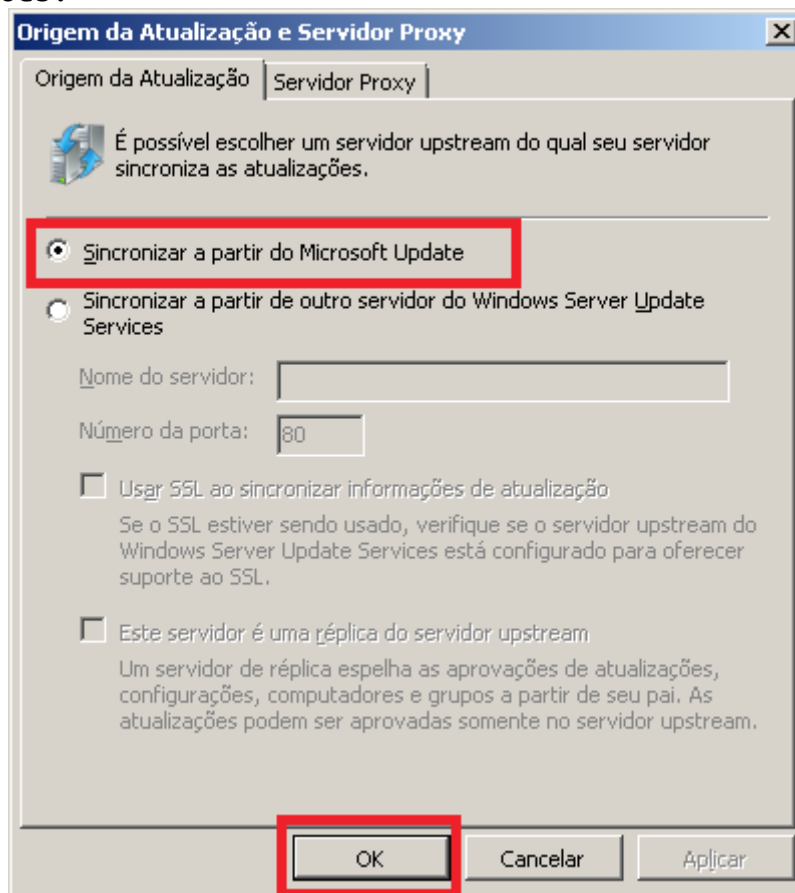 Origem da Atualização e Servidor Proxy
Origem da Atualização
Servidor Proxy
É possível escolher um servidor upstream do qual seu servidor
sincroniza as atualizações.
Sincronizar a partir do Microsoft Update
Sincronizar a partir de outro servidor do Windows Server Update
Services
Nome do servidor:
Número da porta:
80
Usar SSL ao sincronizar informações de atualização
Se o SSL estiver sendo usado, verifique se o servidor upstream do
Windows Server Update Services está configurado para oferecer
suporte ao SSL.
Este servidor é uma réplica do servidor upstream
Um servidor de réplica espelha as aprovações de atualizações,
configurações, computadores e grupos a partir de seu pai. As
atualizações podem ser aprovadas somente no servidor upstream.
OK
Cancelar
Aplicar